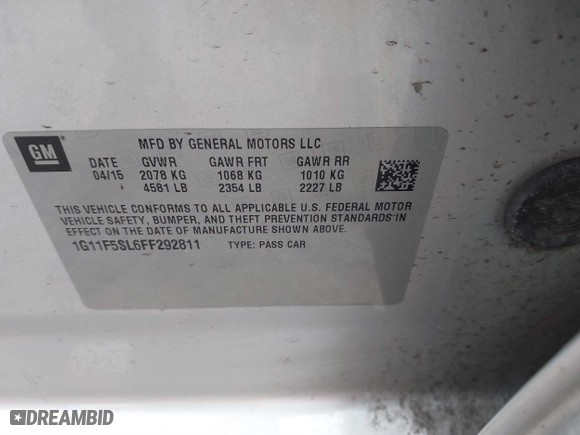 GM
MFD BY GENERAL MOTORS LLC
DATE GVWR GAWR FRT GAWR RR
04/15 2078 KG 1068 KG 1010 KG
4581 LB 2354 LB 2227 LB
THIS VEHICLE CONFORMS TO ALL APPLICABLE U.S. FEDERAL MOTOR
VEHICLE SAFETY, BUMPER, AND THEFT PREVENTION STANDARDS IN
EFFECT ON THE DATE OF MANUFACTURE SHOWN ABOVE.
1G11F5SL6FF292811 TYPE: PASS CAR
DREAMBID